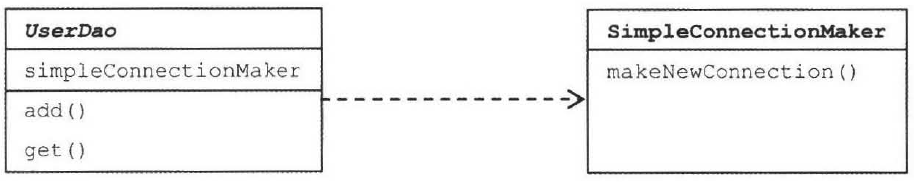 UserDao
simpleConnectionMaker
add()
get()
SimpleConnectionMaker
makeNewConnection()